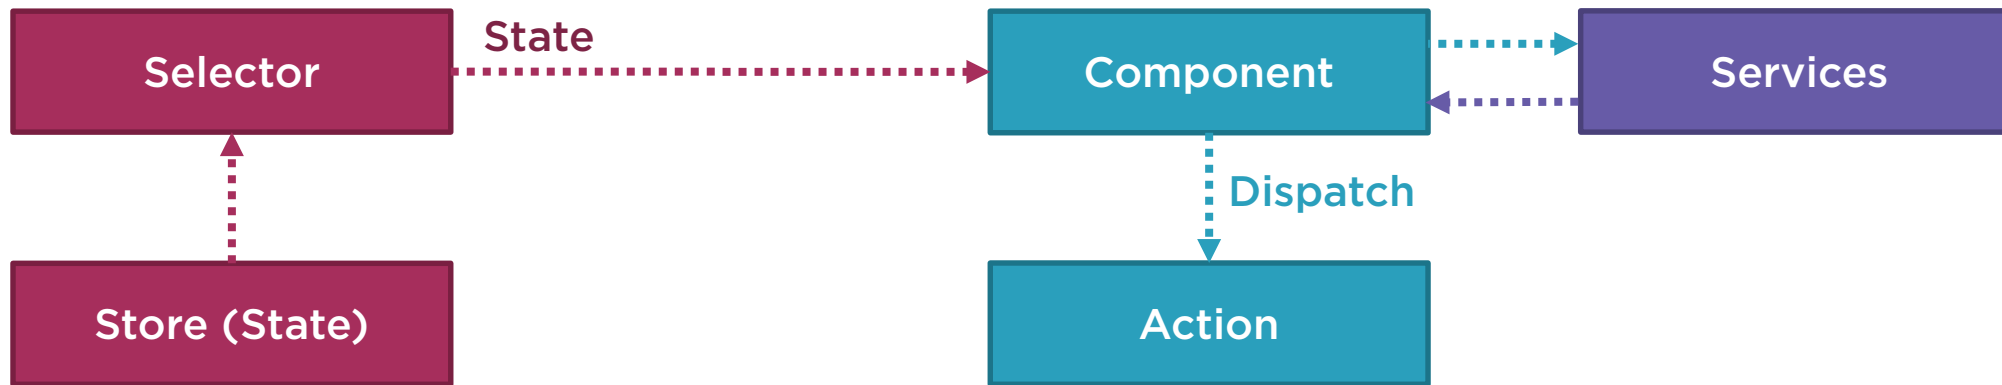 Selector
State
Component
Services
Dispatch
Store (State)
Action